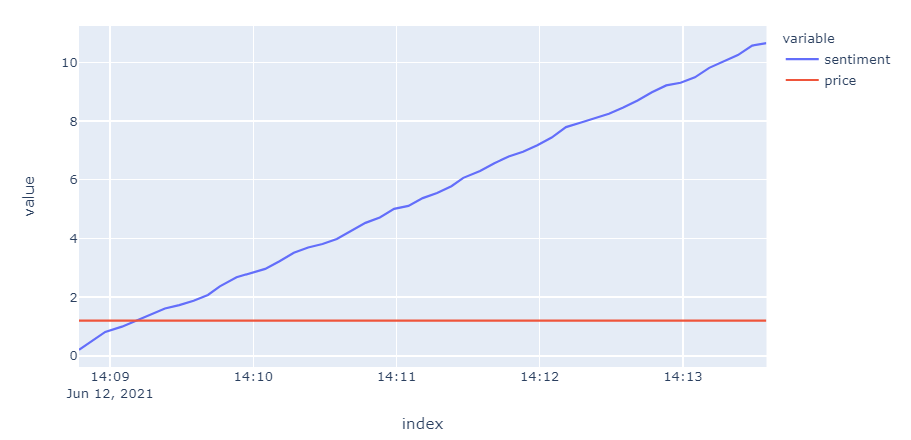 variable
sentiment
price
value
10
8
6
4
2
0
14:09 14:10 14:11 14:12 14:13
Jun 12, 2021
index